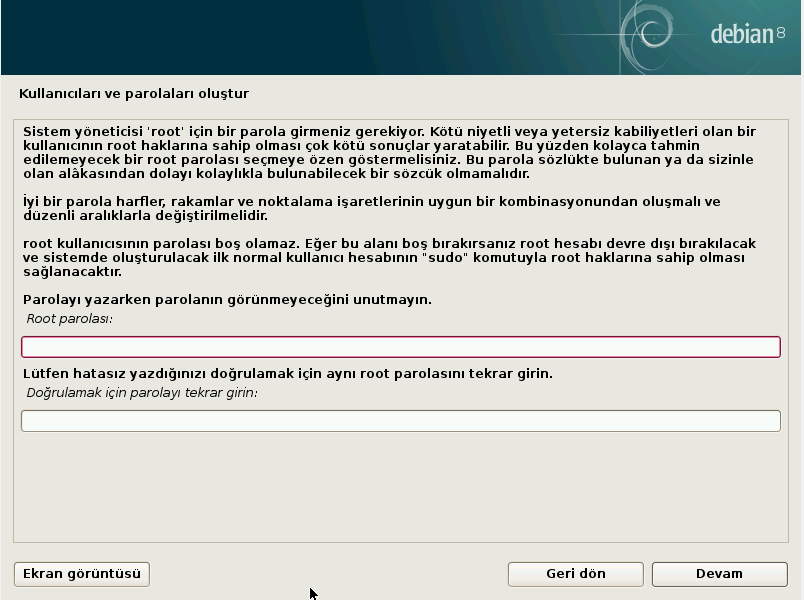 debian 8
Kullanıcıları ve parolaları oluştur
Sistem yöneticisi 'root' için bir parola girmeniz gerekiyor. Kötü niyetli veya yetersiz kabiliyetleri olan bir
kullanıcının root haklarına sahip olması çok kötü sonuçlar yaratabilir. Bu yüzden kolayca tahmin
edilemeyecek bir root parolası seçmeye özen göstermelisiniz. Bu parola sözlükte bulunan ya da sizinle
olan alâkasından dolayı kolaylıkla bulunabilecek bir sözcük olmamalıdır.
İyi bir parola harfler, rakamlar ve noktalama işaretlerinin uygun bir kombinasyonundan oluşmalı ve
düzenli aralıklarla değiştirilmelidir.
root kullanıcısının parolası boş olamaz. Eğer bu alanı boş bırakırsanız root hesabı devre dışı bırakılacak
ve sistemde oluşturulacak ilk normal kullanıcı hesabının "sudo" komutuyla root haklarına sahip olması
sağlanacaktır.
Parolayı yazarken parolanın görünmeyeceğini unutmayın.
Root parolası:
Lütfen hatasız yazdığınızı doğrulamak için aynı root parolasını tekrar girin.
Doğrulamak için parolayı tekrar girin:
Ekran görüntüsü
Geri dön
Devam